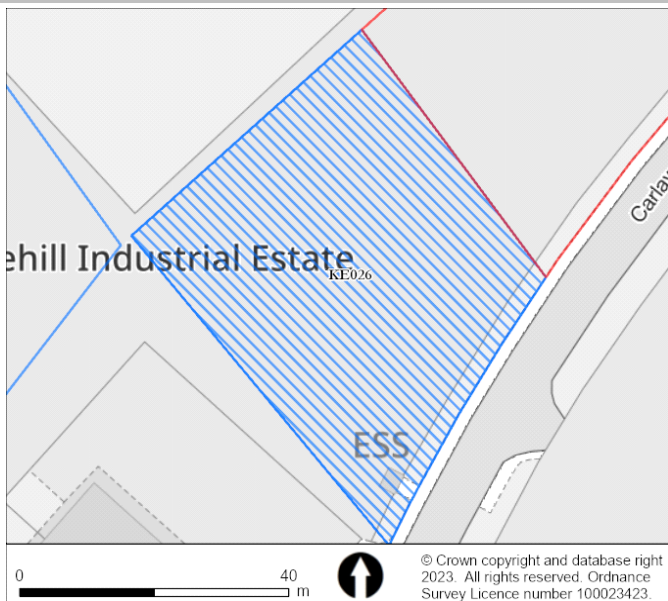 Carlav
ehill Industrial Estate
KE026
ESS
0 40 m
© Crown copyright and database right
2023. All rights reserved. Ordnance
Survey Licence number 100023423.